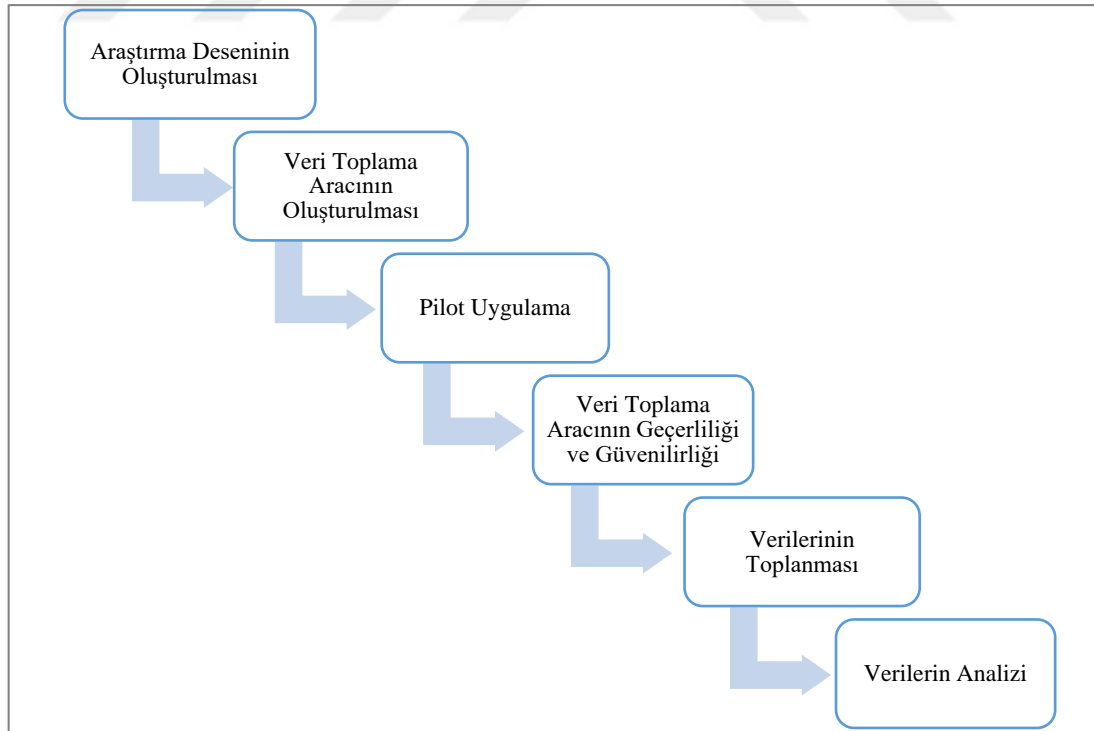 Araştırma Deseninin
Oluşturulması
Veri Toplama
Aracının
Oluşturulması
Pilot Uygulama
Veri Toplama
Aracının Geçerliliği
ve Güvenilirliği
Verilerinin
Toplanması
Verilerin Analizi